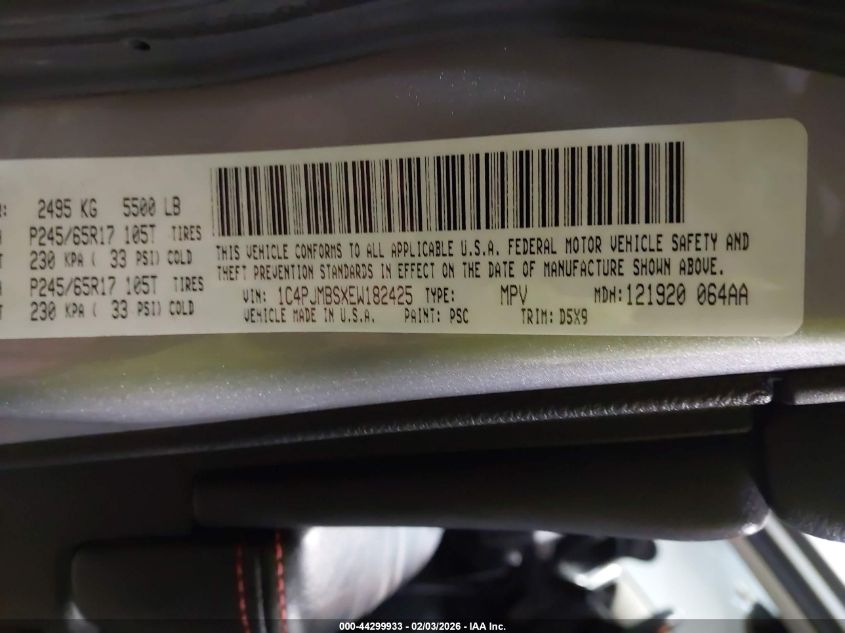 2495 KG 5500 LB
P245/65R17 105T TIRES
230 KPA ( 33 PSI) COLD
P245/65R17 105T TIRES
230 KPA ( 33 PSI) COLD
THIS VEHICLE CONFORMS TO ALL APPLICABLE U.S.A. FEDERAL MOTOR VEHICLE SAFETY AND
THEFT PREVENTION STANDARDS IN EFFECT ON THE DATE OF MANUFACTURE SHOWN ABOVE.
VIN: 1C4PJMBSXEW182425 TYPE: MPV MDH:121920 064AA
VEHICLE MADE IN U.S.A. PAINT: PSC TRIM: D5X9
000-44299933 - 02/03/2026 - IAA Inc.